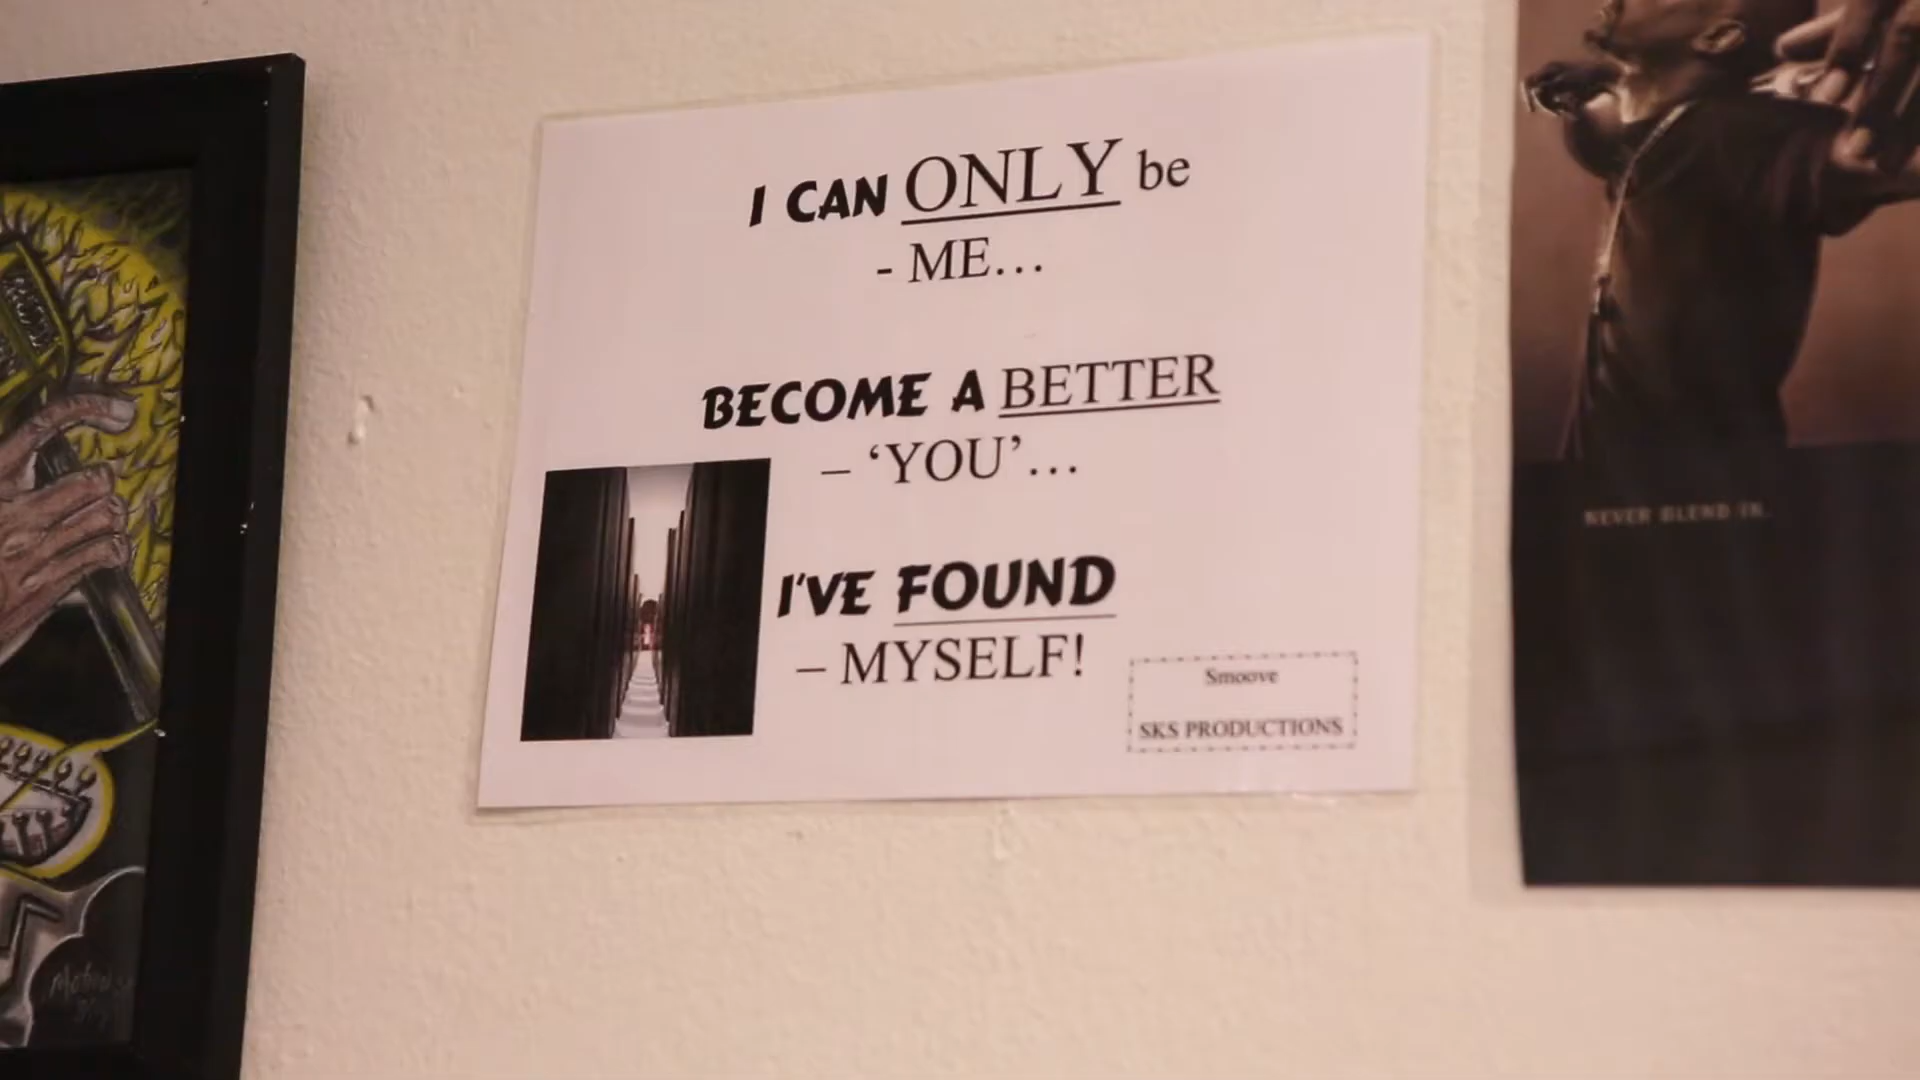 I CAN ONLY be
- ME…
BECOME A BETTER
– ‘YOU’…
I'VE FOUND
– MYSELF!
Smoove
SKS PRODUCTIONS
NEVER BLEND IN.